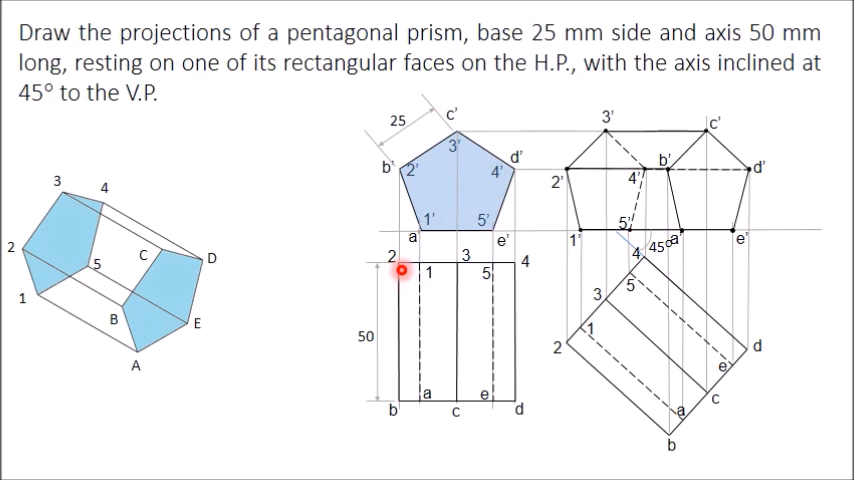 Draw the projections of a pentagonal prism, base 25 mm side and axis 50 mm
long, resting on one of its rectangular faces on the H.P., with the axis inclined at
45º to the V.P.
25
c'
3'
c'
b'
2'
3'
4'
d'
2'
4'
b'
d'
1'
5'
a'
e'
1'
5'
a'
e'
45º
3
4
2
5
C
D
1
B
E
A
2
1
3
5
4
50
a
e
b
c
d
4
5
3
1
2
d
e
c
a
b